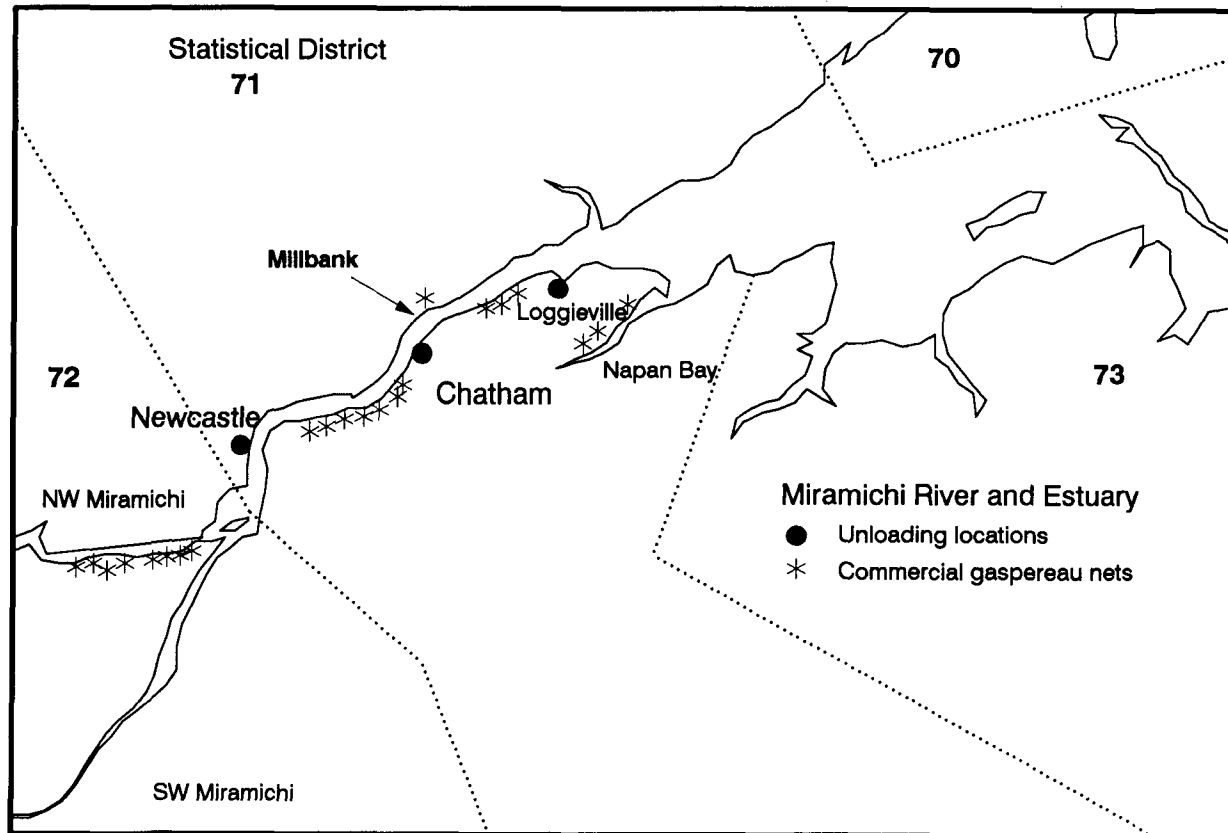 Statistical District
71
70
Millbank
Loggieville
72
Napan Bay
73
Chatham
Newcastle
NW Miramichi
Miramichi River and Estuary
Unloading locations
Commercial gaspereau nets
SW Miramichi